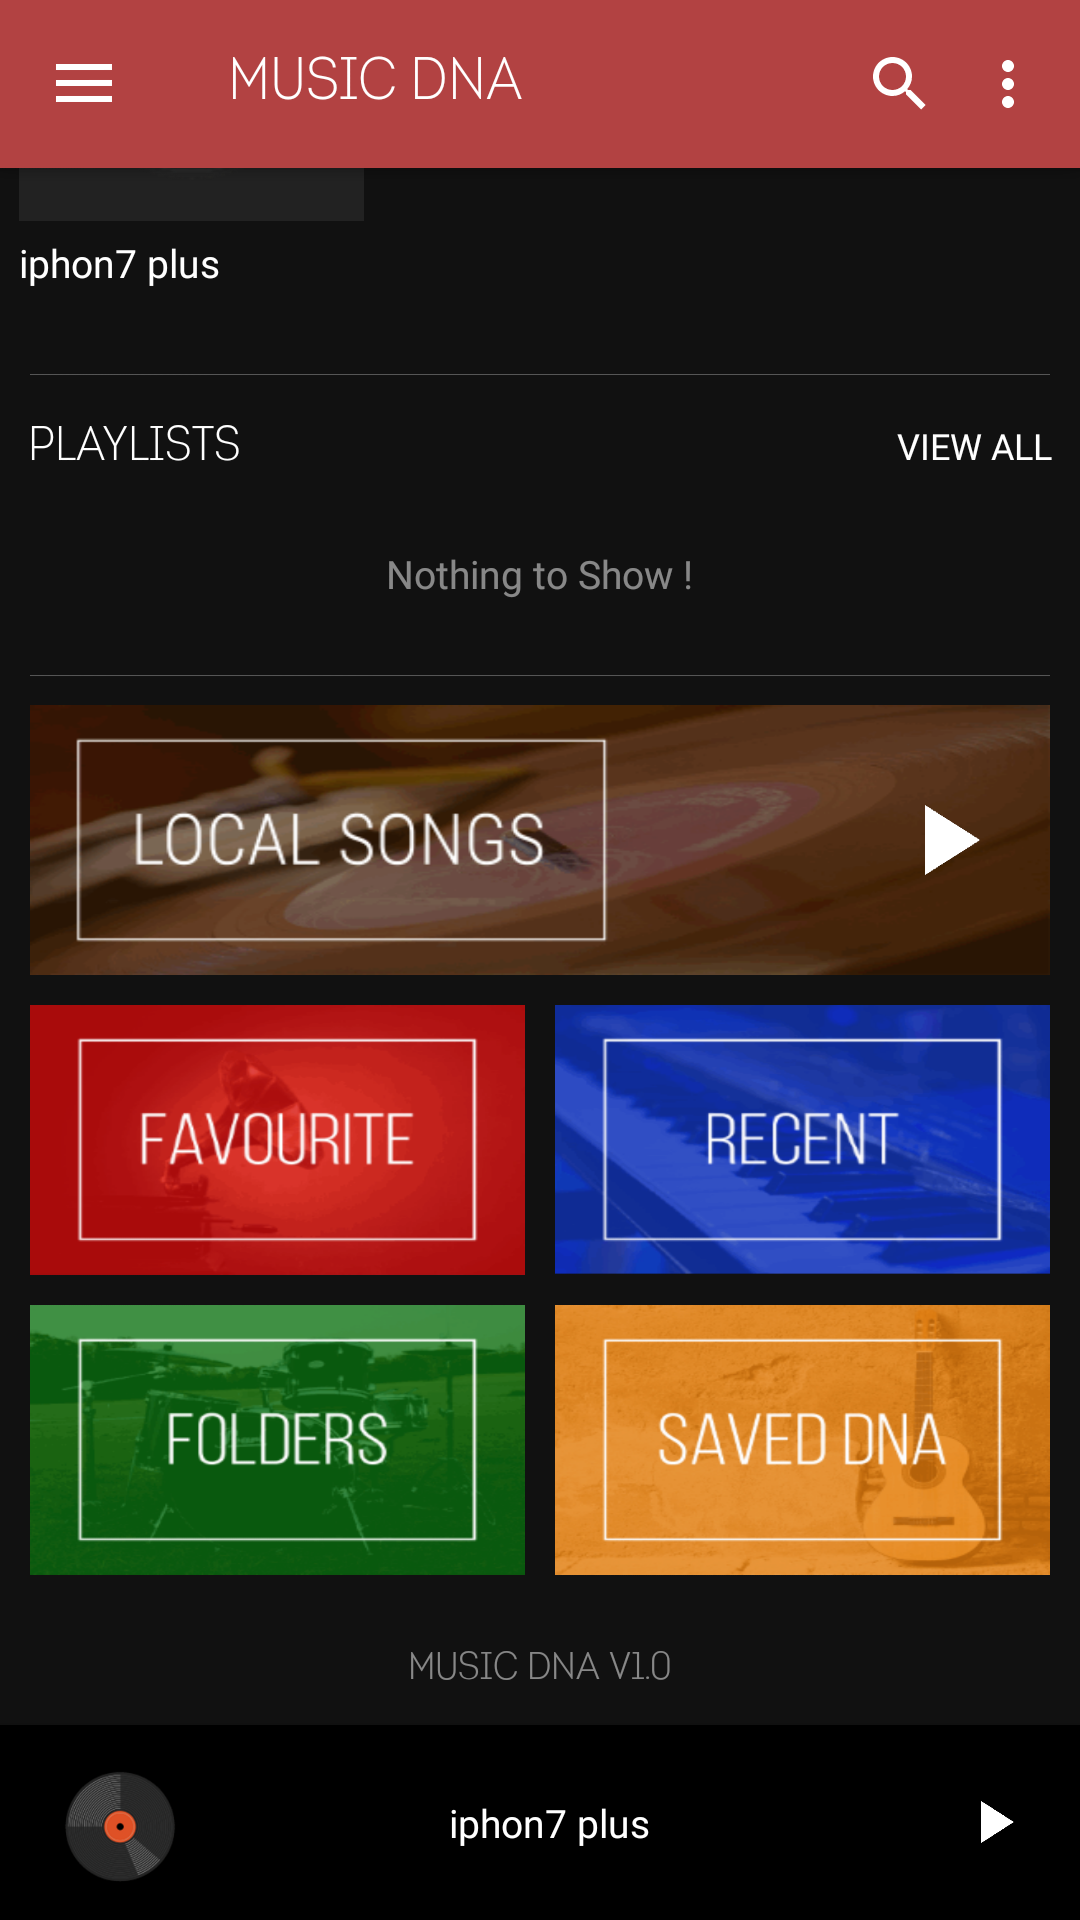 MUSIC DNA
iphon7 plus
PLAYLISTS
VIEW ALL
Nothing to Show !
LOCAL SONGS
FAVOURITE
RECENT
FOLDERS
SAVED DNA
MUSIC DNA V1.0
iphon7 plus